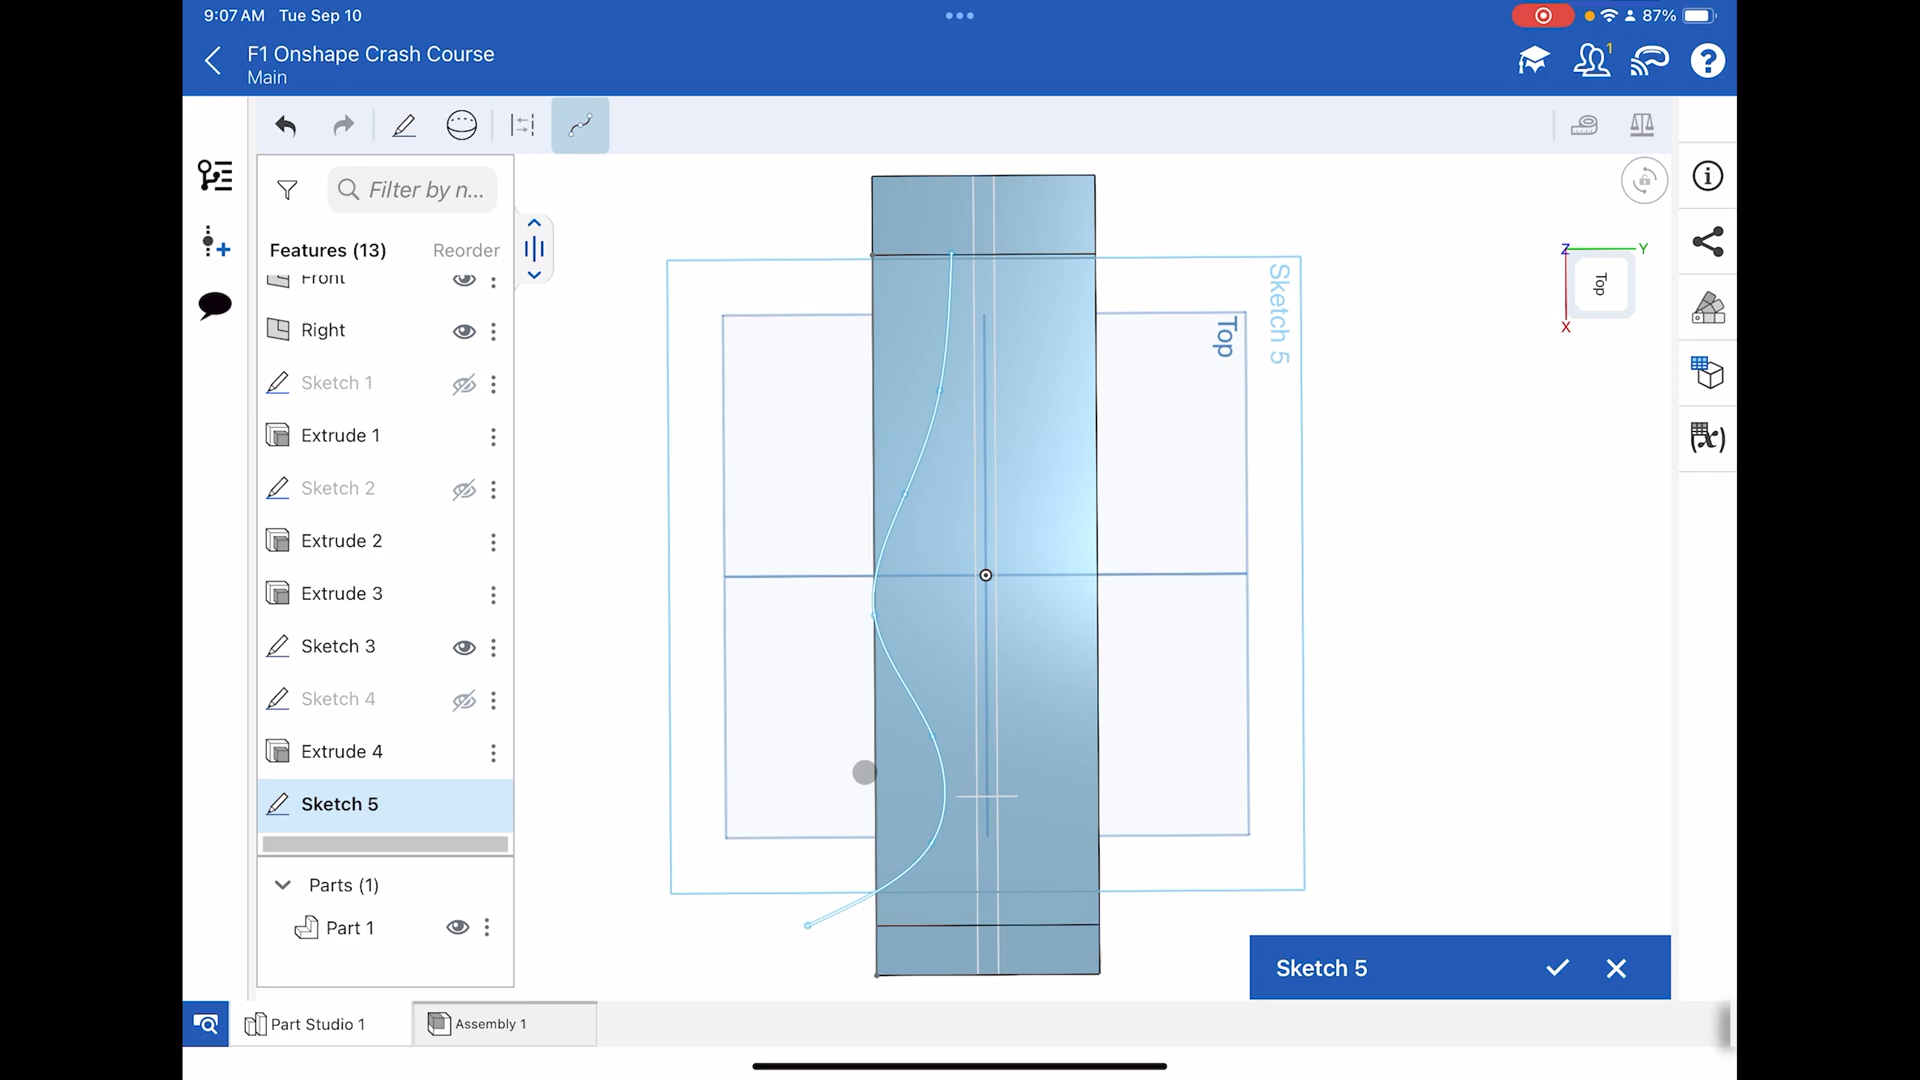 9:07 AM Tue Sep 10
87%
F1 Onshape Crash Course
Main
1
?
Filter by n...
Features (13)
Reorder
Front
Right
Sketch 1
Extrude 1
Sketch 2
Extrude 2
Extrude 3
Sketch 3
Sketch 4
Extrude 4
Sketch 5
Parts (1)
Part 1
Top
Sketch 5
Z
Y
Top
X
(x)
Sketch 5
Part Studio 1
Assembly 1